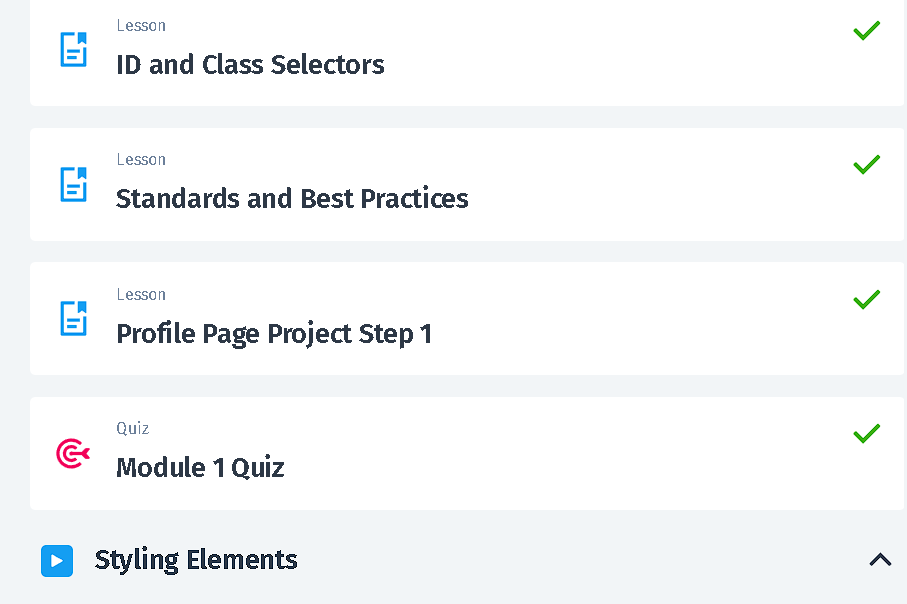 Lesson
ID and Class Selectors
Lesson
Standards and Best Practices
Lesson
Profile Page Project Step 1
Quiz
Module 1 Quiz
Styling Elements